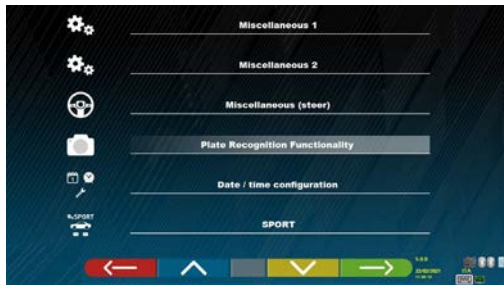 Miscellaneous 1
Miscellaneous 2
Miscellaneous (steer)
Plate Recognition Functionality
Date / time configuration
SPORT
SPORT